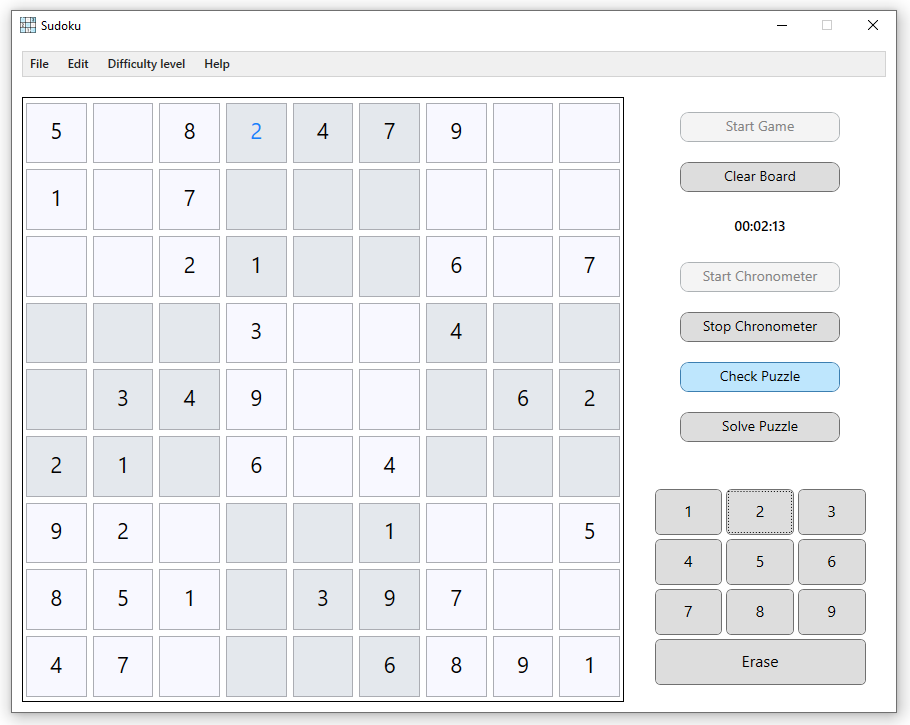 Sudoku
File Edit Difficulty level Help
5 8 2 4 7 9
1 7
2 1 6 7
3 4
3 4 9 6 2
2 1 6 4
9 2 1 5
8 5 1 3 9 7
4 7 6 8 9 1
Start Game
Clear Board
00:02:13
Start Chronometer
Stop Chronometer
Check Puzzle
Solve Puzzle
1 2 3
4 5 6
7 8 9
Erase